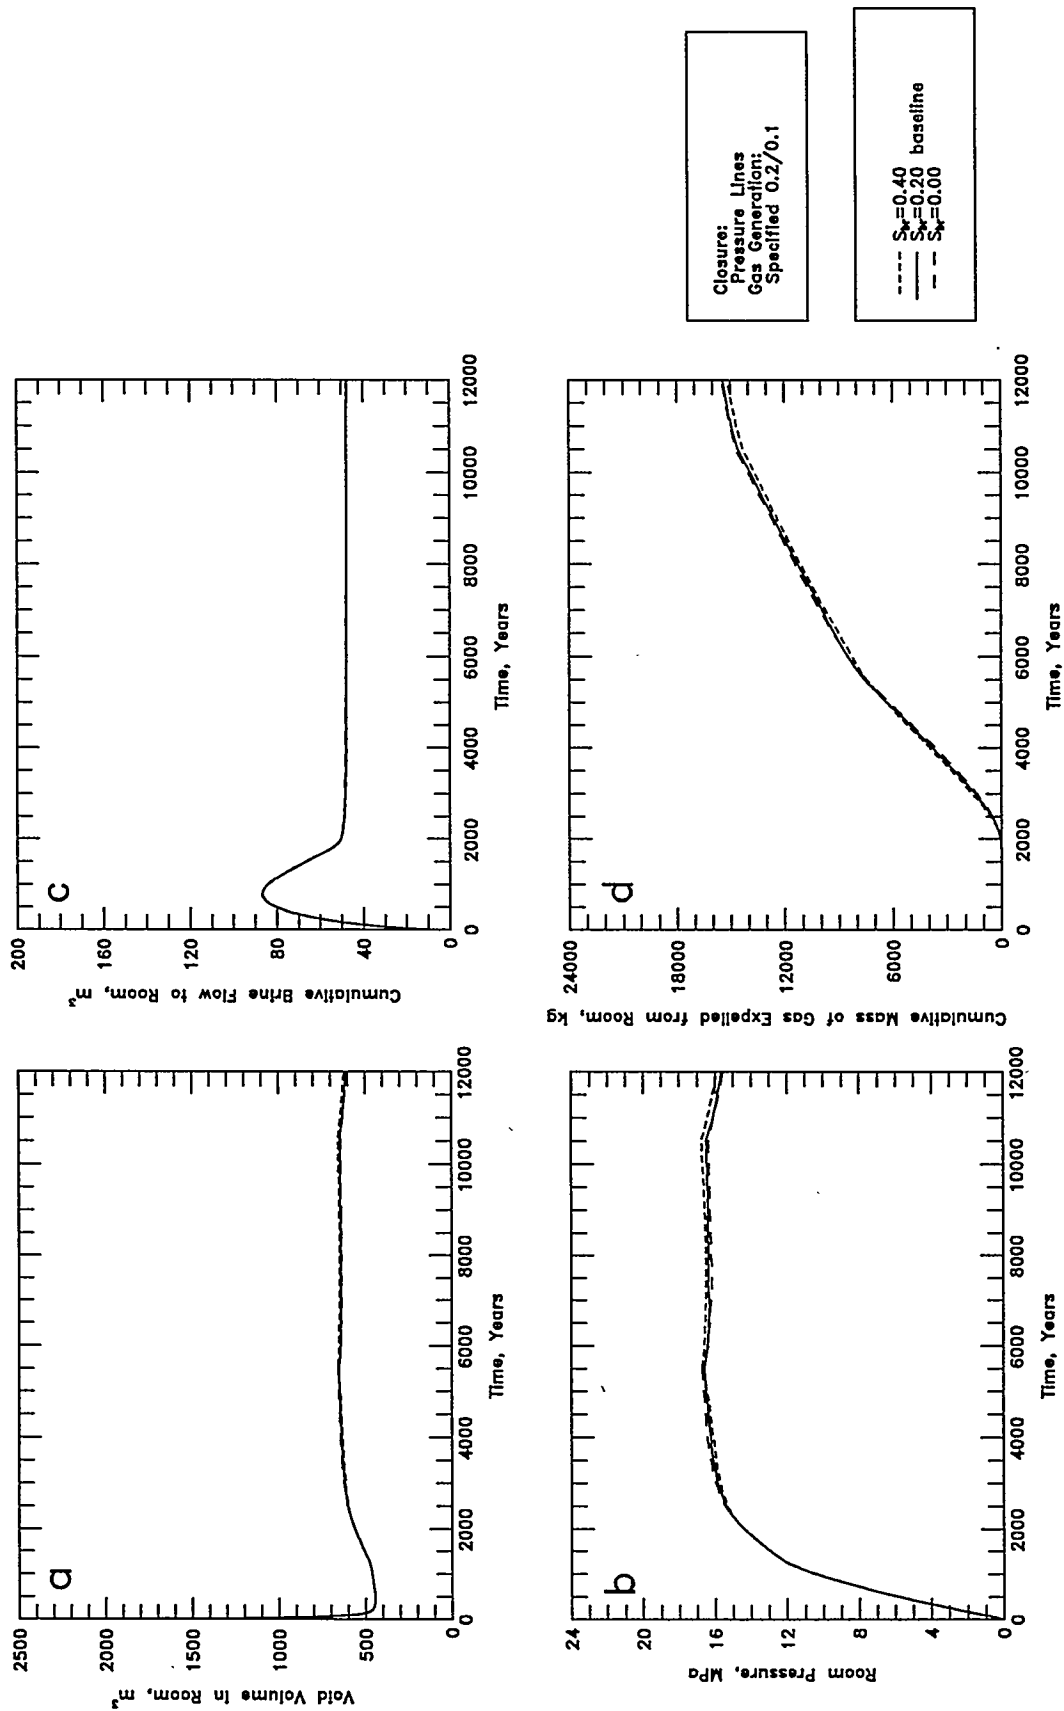 a
2500
2000
1500
1000
500
0
Void Volume in Room, m³
0
2000
4000
6000
8000
10000
12000
Time, Years
c
200
160
120
80
40
0
Cumulative Brine Flow to Room, m³
0
2000
4000
6000
8000
10000
12000
Time, Years
b
24
20
16
12
8
4
0
Room Pressure, MPa
0
2000
4000
6000
8000
10000
12000
Time, Years
d
24000
18000
12000
6000
0
Cumulative Mass of Gas Expelled from Room, kg
0
2000
4000
6000
8000
10000
12000
Time, Years
Closure:
Pressure Lines
Gas Generation:
Specified 0.2/0.1
S_br=0.40
S_br=0.20 baseline
S_br=0.00